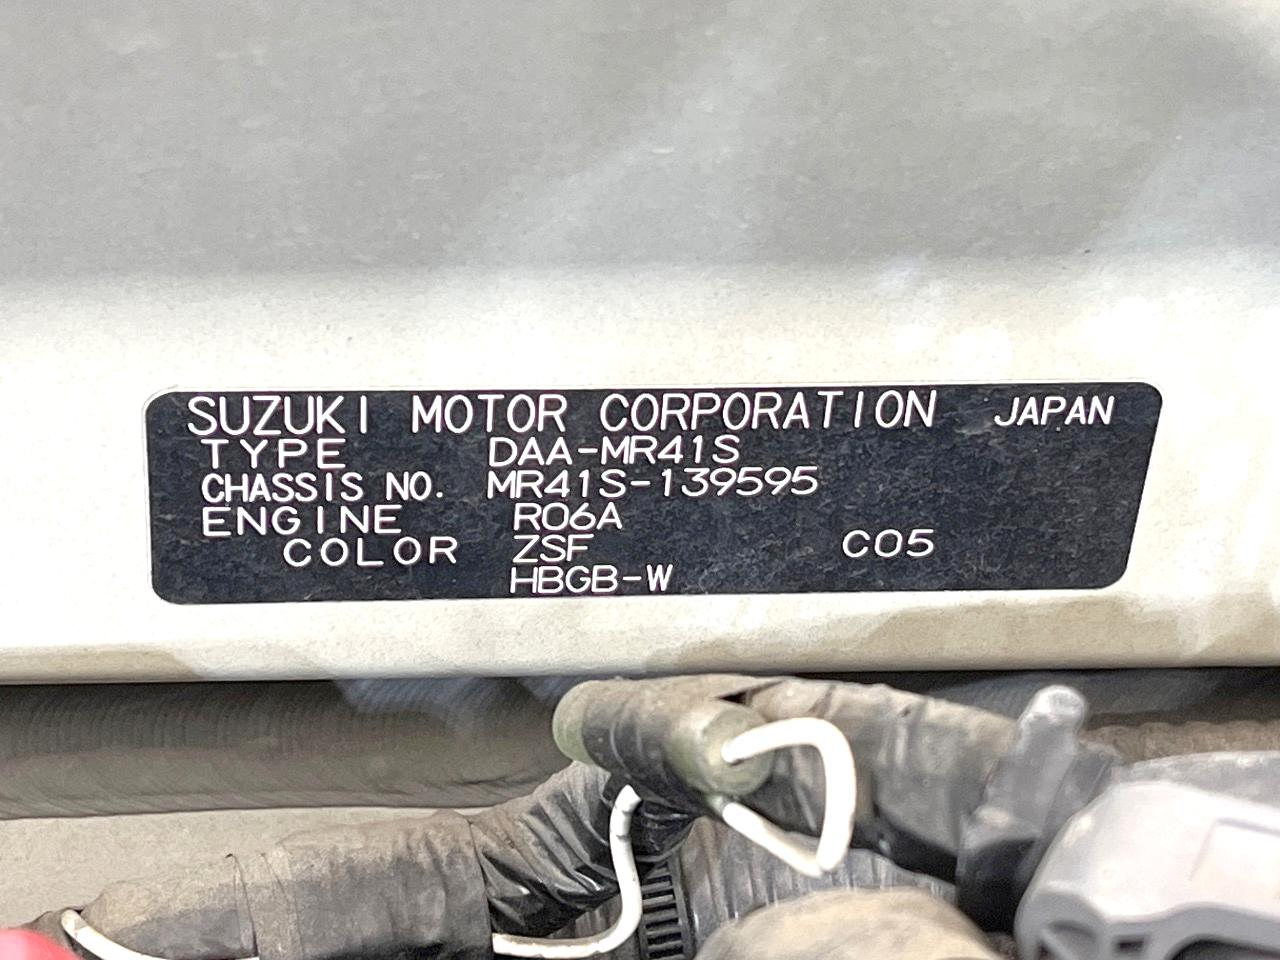 SUZUKI MOTOR CORPORATION JAPAN
TYPE DAA-MR41S
CHASSIS NO. MR41S-139595
ENGINE R06A
COLOR ZSF C05
HBGB-W